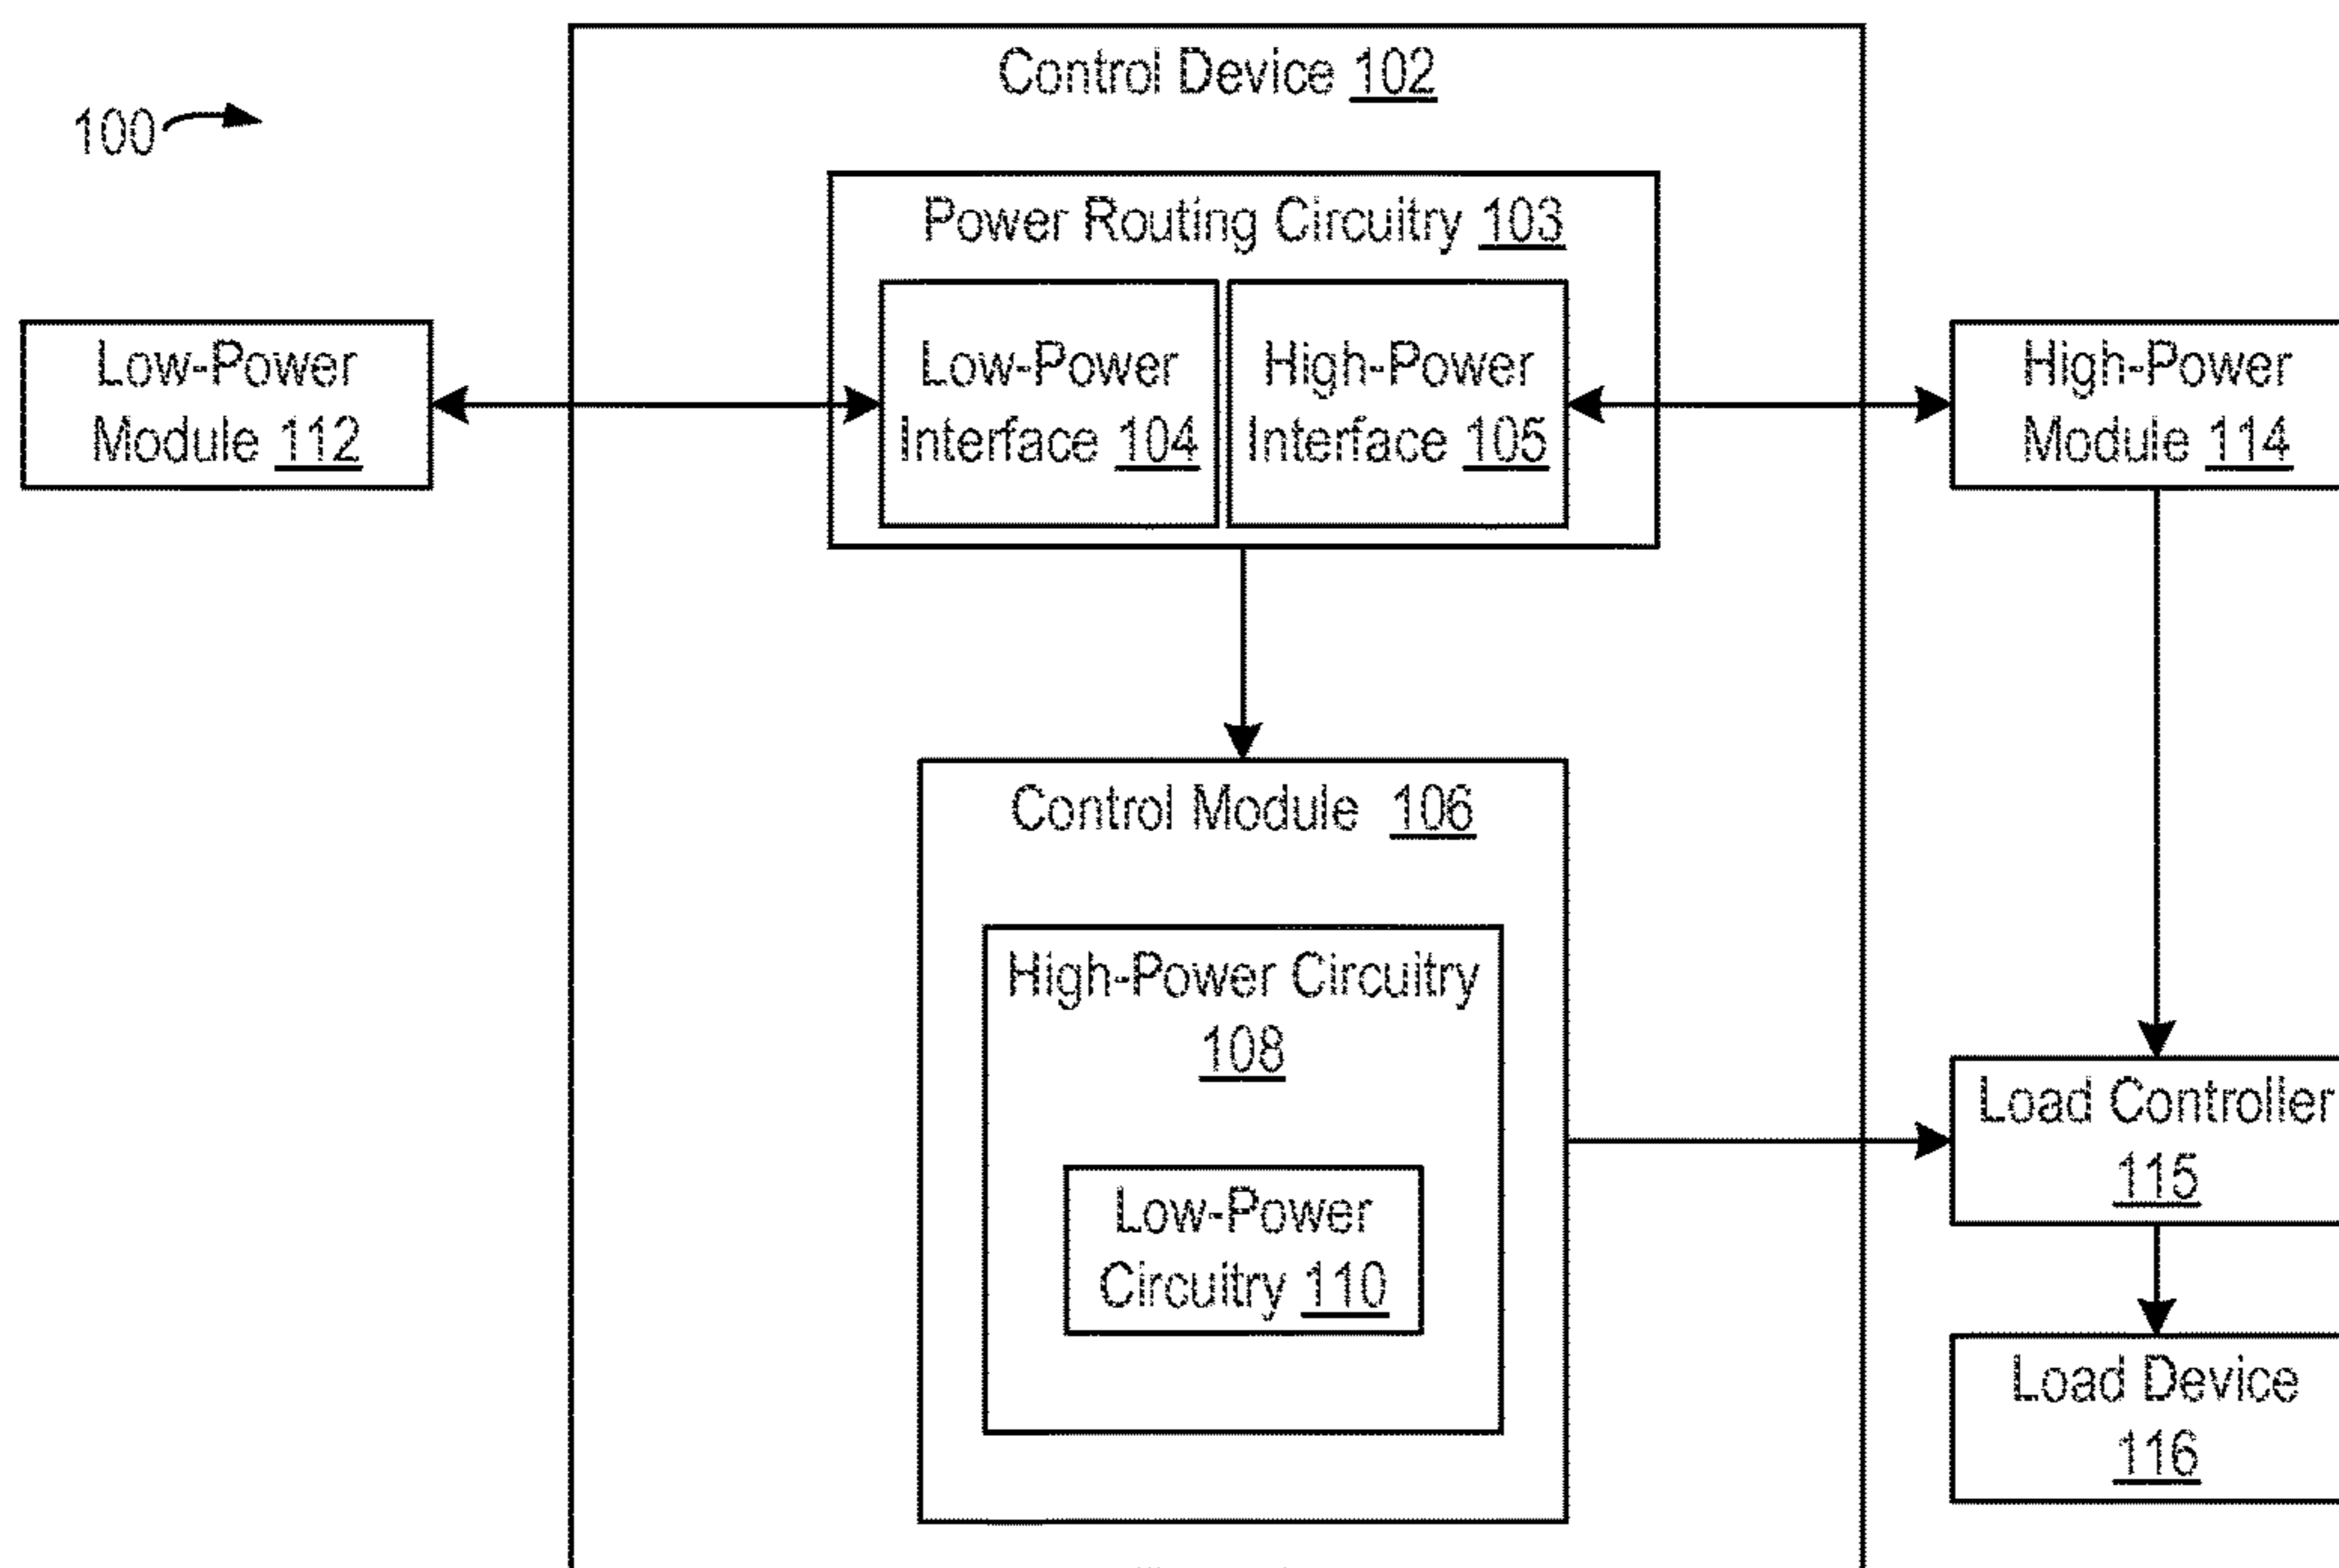 Control Device 102
100
Power Routing Circuitry 103
Low-Power
Module 112
Low-Power
Interface 104
High-Power
Interface 105
High-Power
Module 114
Control Module 106
High-Power Circuitry
108
Low-Power
Circuitry 110
Load Controller
115
Load Device
116